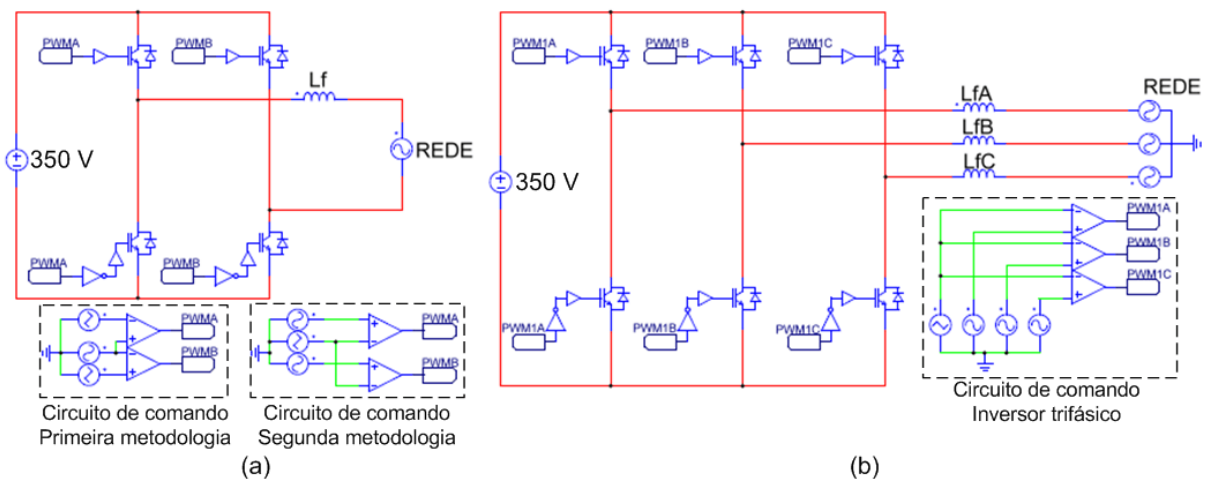 PWMA
PWMB
Lf
350 V
REDE
PWMA
PWMB
PWMA
PWMB
PWMA
PWMB
Circuito de comando
Primeira metodologia
Circuito de comando
Segunda metodologia
(a)
PWM1A
PWM1B
PWM1C
LfA
REDE
LfB
LfC
350 V
PWM1A
PWM1B
PWM1C
PWM1A
PWM1B
PWM1C
Circuito de comando
Inversor trifásico
(b)